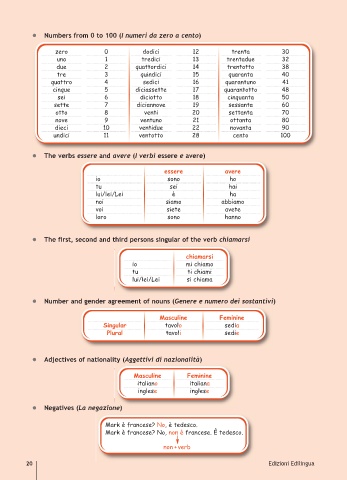 Numbers from 0 to 100 (I numeri da zero a cento)
zero 0 dodici 12 trenta 30
uno 1 tredici 13 trentadue 32
due 2 quattordici 14 trentotto 38
tre 3 quindici 15 quaranta 40
quattro 4 sedici 16 quarantuno 41
cinque 5 diciassette 17 quarantotto 48
sei 6 diciotto 18 cinquanta 50
sette 7 diciannove 19 sessanta 60
otto 8 venti 20 settanta 70
nove 9 ventuno 21 ottanta 80
dieci 10 ventidue 22 novanta 90
undici 11 ventotto 28 cento 100
The verbs essere and avere (I verbi essere e avere)
essere avere
io sono ho
tu sei hai
lui/lei/Lei è ha
noi siamo abbiamo
voi siete avete
loro sono hanno
The first, second and third persons singular of the verb chiamarsi
chiamarsi
io mi chiamo
tu ti chiami
lui/lei/Lei si chiama
Number and gender agreement of nouns (Genere e numero dei sostantivi)
Masculine Feminine
Singular tavolo sedia
Plural tavoli sedie
Adjectives of nationality (Aggettivi di nazionalità)
Masculine Feminine
italiano italiana
inglese inglese
Negatives (La negazione)
Mark è francese? No, è tedesco.
Mark è francese? No, non è francese. È tedesco.
non + verb
20 Edizioni Edilingua